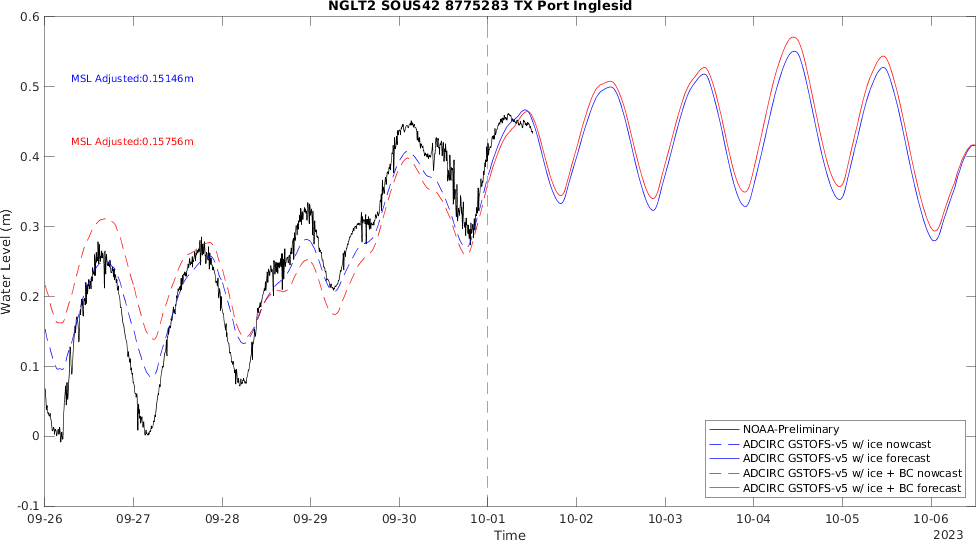 NGLT2 SOUS42 8775283 TX Port Inglesid
0.6
0.5
0.4
0.3
0.2
0.1
0
-0.1
Water Level (m)
MSL Adjusted:0.15146m
MSL Adjusted:0.15756m
NOAA-Preliminary
ADCIRC GSTOFS-v5 w/ ice nowcast
ADCIRC GSTOFS-v5 w/ ice forecast
ADCIRC GSTOFS-v5 w/ ice + BC nowcast
ADCIRC GSTOFS-v5 w/ ice + BC forecast
09-26 09-27 09-28 09-29 09-30 10-01 10-02 10-03 10-04 10-05 10-06
Time
2023